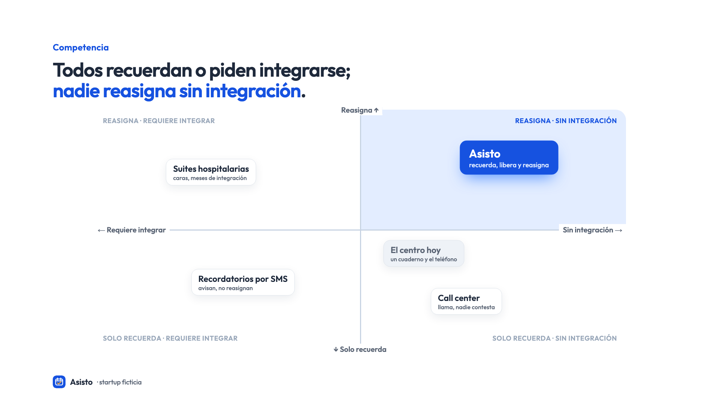 Competencia
Todos recuerdan o piden integrarse;
nadie reasigna sin integración.
Reasigna ↑
REASIGNA · REQUIERE INTEGRAR
REASIGNA · SIN INTEGRACIÓN
Asisto
recuerda, libera y reasigna
Suites hospitalarias
caras, meses de integración
← Requiere integrar
Sin integración →
El centro hoy
un cuaderno y el teléfono
Recordatorios por SMS
avisan, no reasignan
Call center
llama, nadie contesta
SOLO RECUERDA · REQUIERE INTEGRAR
SOLO RECUERDA · SIN INTEGRACIÓN
↓ Solo recuerda
Asisto · startup ficticia